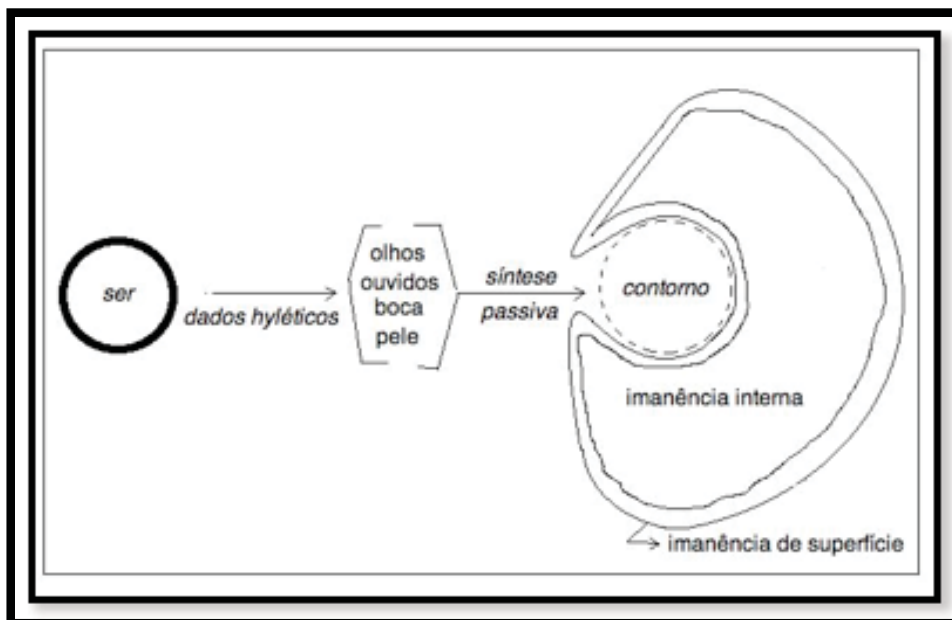 ser
dados hyléticos
olhos
ouvidos
boca
pele
síntese
passiva
contorno
imanência interna
imanência de superfície